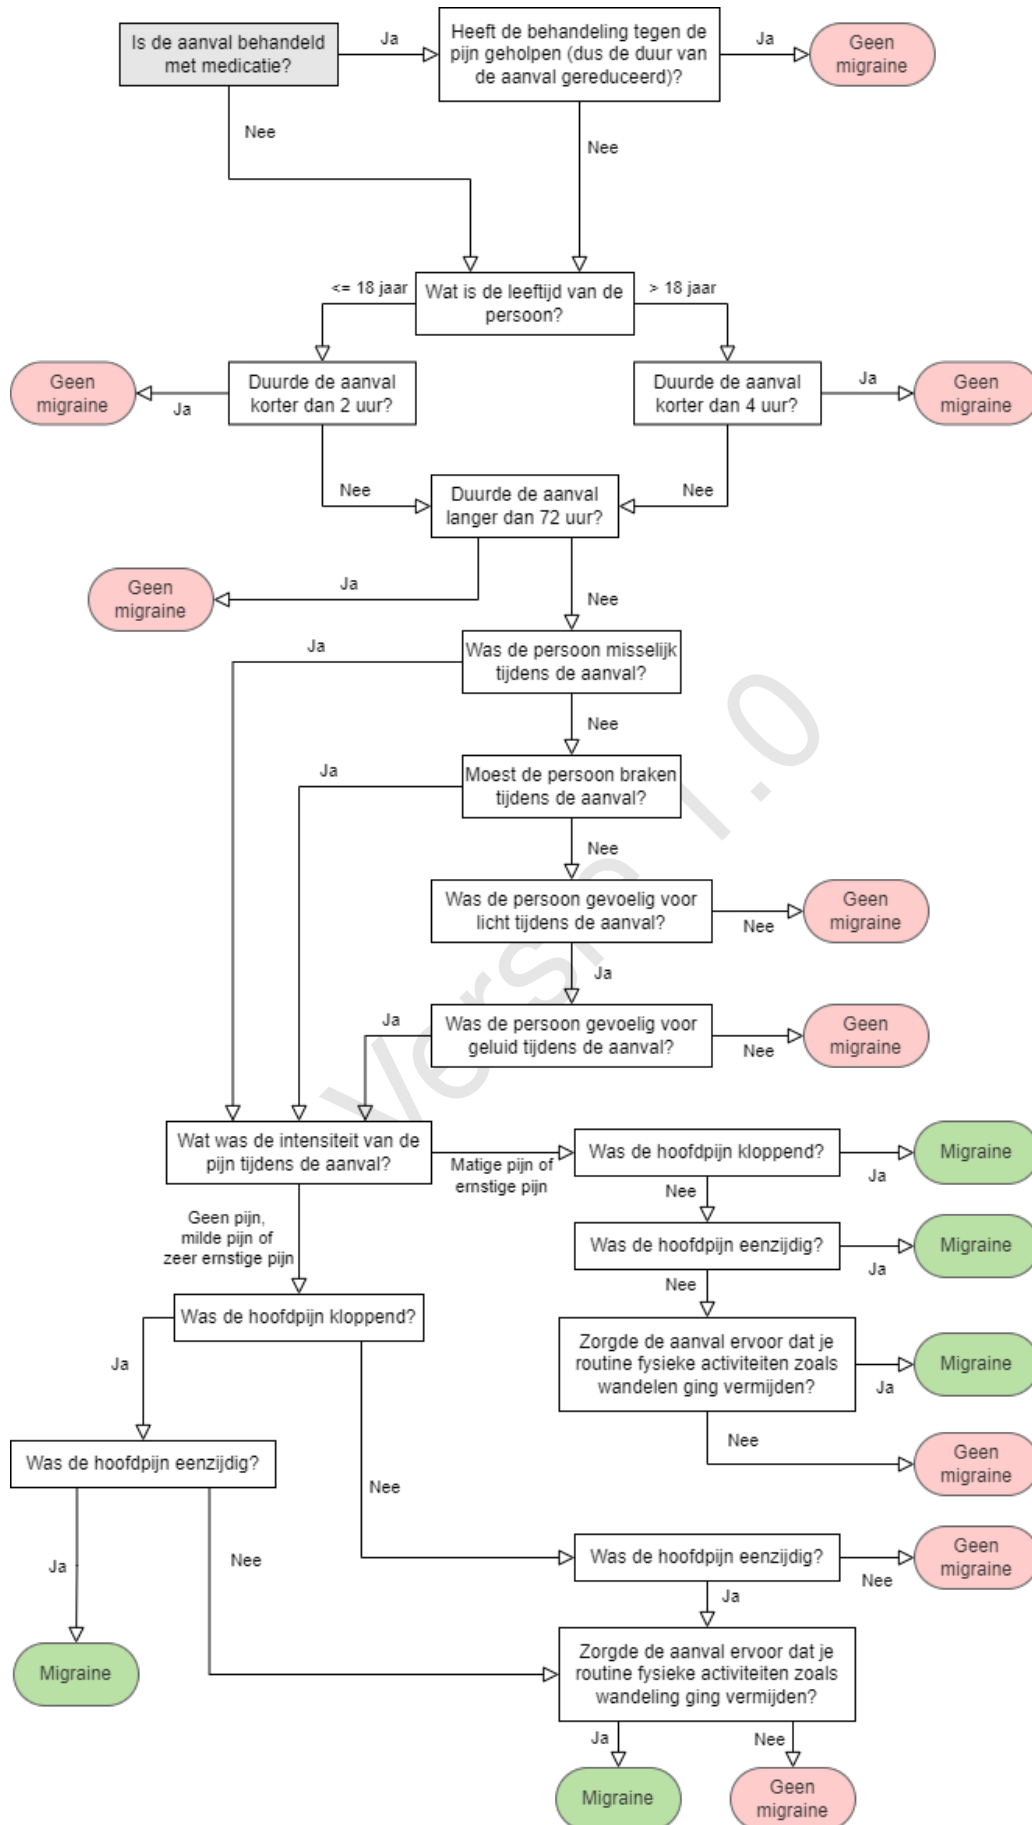 Is de aanval behandeld
met medicatie?
Ja
Heeft de behandeling tegen de
pijn geholpen (dus de duur van
de aanval gereduceerd)?
Ja
Geen
migraine
Nee
Nee
<= 18 jaar
Wat is de leeftijd van de
persoon?
> 18 jaar
Geen
migraine
Ja
Duurde de aanval
korter dan 2 uur?
Duurde de aanval
korter dan 4 uur?
Ja
Geen
migraine
Nee
Duurde de aanval
langer dan 72 uur?
Nee
Geen
migraine
Ja
Nee
Ja
Was de persoon misselijk
tijdens de aanval?
Nee
Ja
Moest de persoon braken
tijdens de aanval?
Nee
Was de persoon gevoelig voor
licht tijdens de aanval?
Nee
Geen
migraine
Ja
Ja
Was de persoon gevoelig voor
geluid tijdens de aanval?
Nee
Geen
migraine
Versie 1.0
Wat was de intensiteit van de
pijn tijdens de aanval?
Matige pijn of
ernstige pijn
Was de hoofdpijn kloppend?
Ja
Migraine
Nee
Geen pijn,
milde pijn of
zeer ernstige pijn
Was de hoofdpijn eenzijdig?
Ja
Migraine
Nee
Was de hoofdpijn kloppend?
Zorgde de aanval ervoor dat je
routine fysieke activiteiten zoals
wandelen ging vermijden?
Ja
Migraine
Ja
Nee
Geen
migraine
Was de hoofdpijn eenzijdig?
Nee
Ja
Nee
Was de hoofdpijn eenzijdig?
Nee
Geen
migraine
Ja
Migraine
Zorgde de aanval ervoor dat je
routine fysieke activiteiten zoals
wandeling ging vermijden?
Ja
Nee
Migraine
Geen
migraine